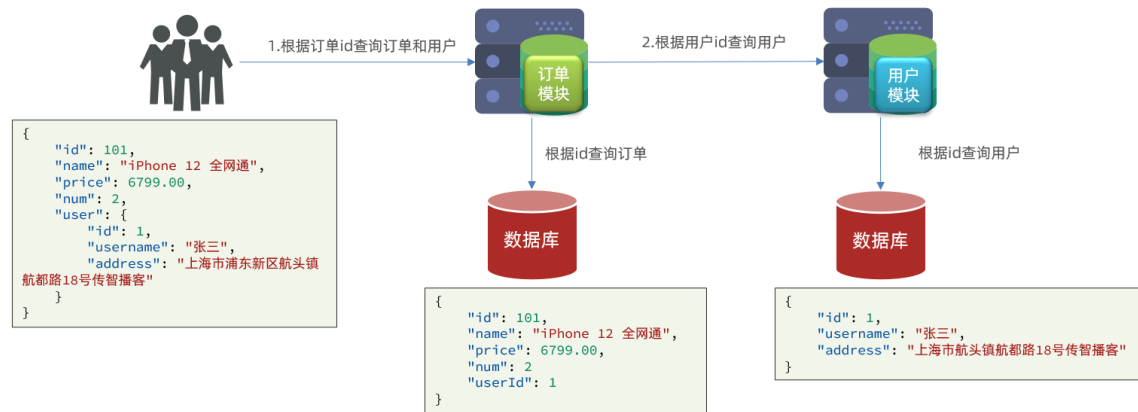 1.根据订单id查询订单和用户
2.根据用户id查询用户
订单
模块
用户
模块
根据id查询订单
根据id查询用户
数据库
数据库
{
"id": 101,
"name": "iPhone 12 全网通",
"price": 6799.00,
"num": 2,
"user": {
"id": 1,
"username": "张三",
"address": "上海市浦东新区航头镇
航都路18号传智播客"
}
}
{
"id": 101,
"name": "iPhone 12 全网通",
"price": 6799.00,
"num": 2
"userId": 1
}
{
"id": 1,
"username": "张三",
"address": "上海市航头镇航都路18号传智播客"
}